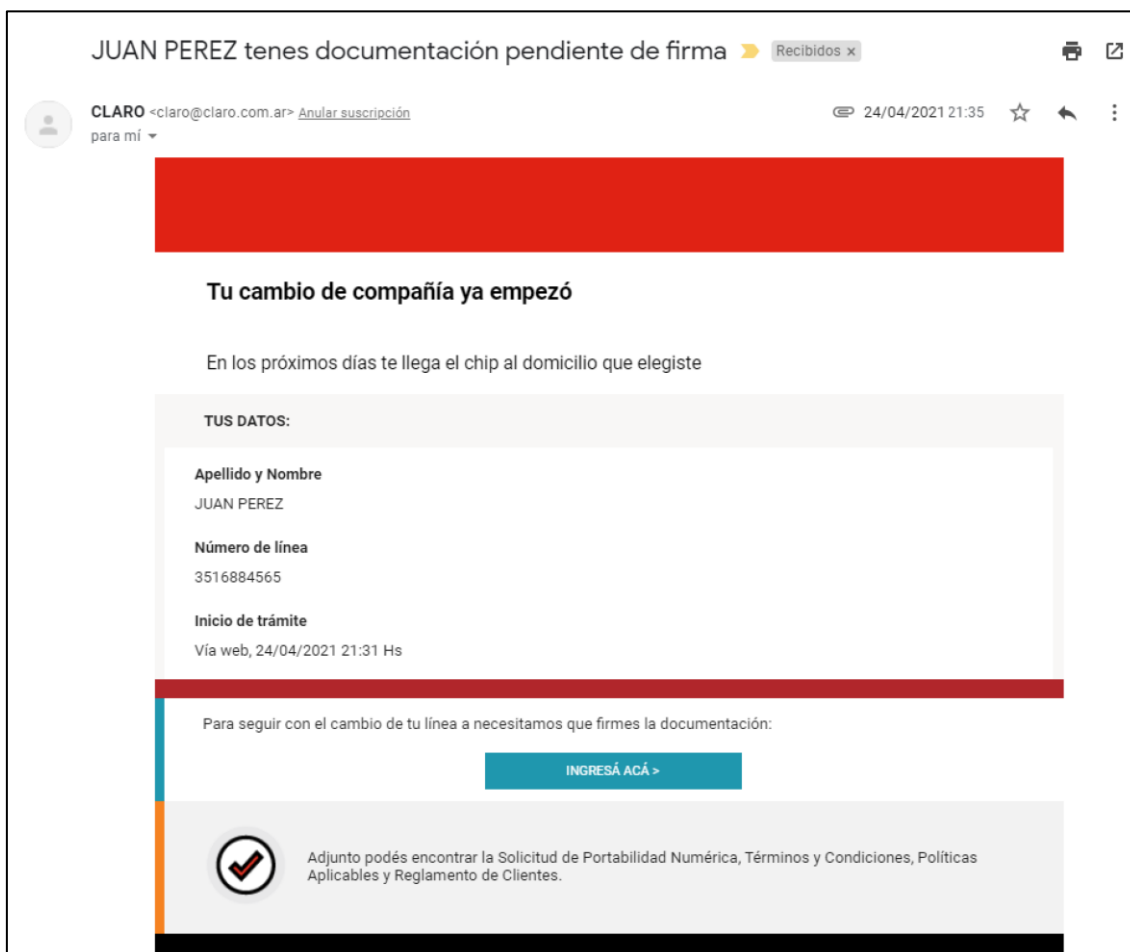 JUAN PEREZ tenes documentación pendiente de firma Recibidos x
CLARO <claro@claro.com.ar> Anular suscripción 24/04/2021 21:35
para mí
Tu cambio de compañía ya empezó
En los próximos días te llega el chip al domicilio que elegiste
TUS DATOS:
Apellido y Nombre
JUAN PEREZ
Número de línea
3516884565
Inicio de trámite
Vía web, 24/04/2021 21:31 Hs
Para seguir con el cambio de tu línea a necesitamos que firmes la documentación:
INGRESÁ ACÁ >
Adjunto podés encontrar la Solicitud de Portabilidad Numérica, Términos y Condiciones, Políticas
Aplicables y Reglamento de Clientes.